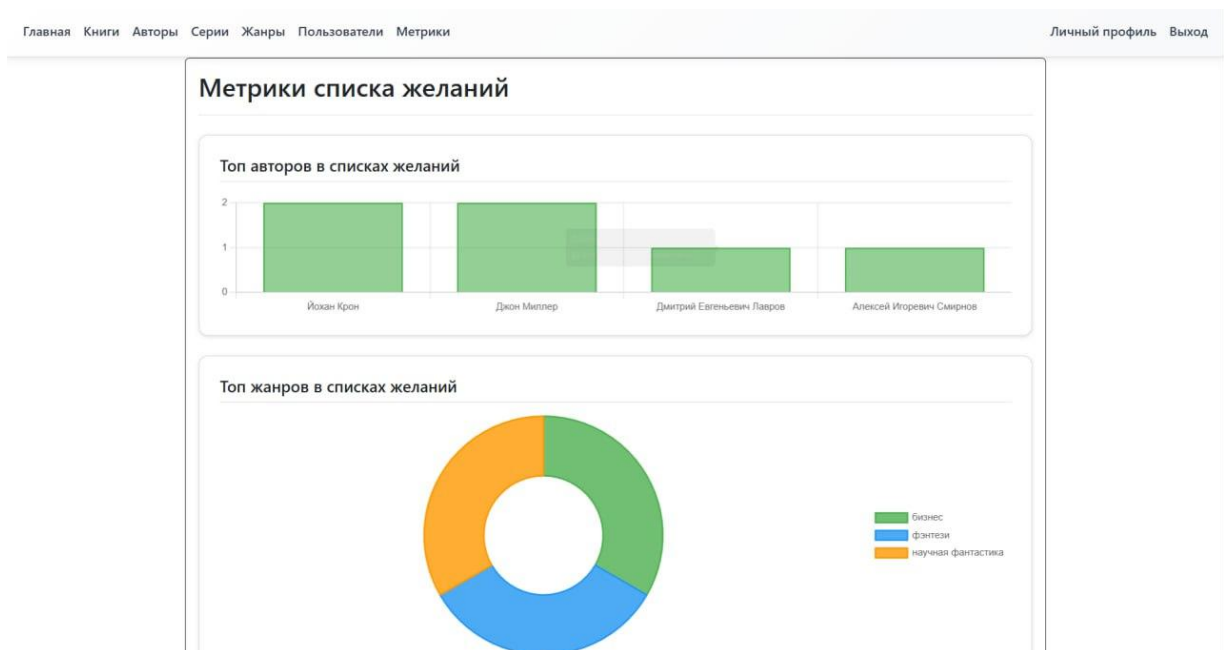 Главная Книги Авторы Серии Жанры Пользователи Метрики Личный профиль Выход
Метрики списка желаний
Топ авторов в списках желаний
2
1
0
Йохан Крон Джон Миллер Дмитрий Евгеньевич Лавров Алексей Игоревич Смирнов
Топ жанров в списках желаний
бизнес
фэнтези
научная фантастика